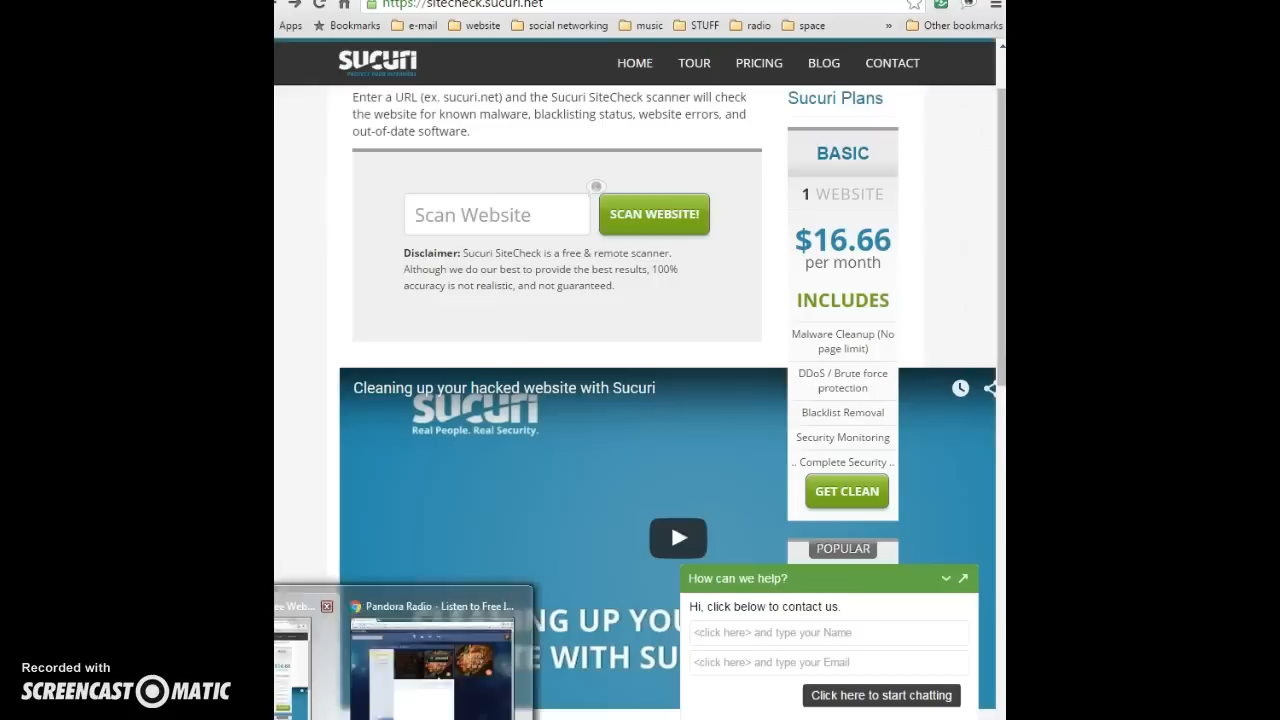 https://sitecheck.sucuri.net
Apps Bookmarks e-mail website social networking music STUFF radio space » Other bookmarks
sucuri
HOME TOUR PRICING BLOG CONTACT
Enter a URL (ex. sucuri.net) and the Sucuri SiteCheck scanner will check
the website for known malware, blacklisting status, website errors, and
out-of-date software.
Scan Website
SCAN WEBSITE!
Disclaimer: Sucuri SiteCheck is a free & remote scanner.
Although we do our best to provide the best results, 100%
accuracy is not realistic, and not guaranteed.
Sucuri Plans
BASIC
1 WEBSITE
$16.66
per month
INCLUDES
Malware Cleanup (No
page limit)
DDoS / Brute force
protection
Blacklist Removal
Security Monitoring
.. Complete Security ..
GET CLEAN
POPULAR
Cleaning up your hacked website with Sucuri
sucuri
Real People. Real Security.
CLEANING UP YOU
E WITH SU
ee Web...
Pandora Radio - Listen to Free I...
How can we help?
Hi, click below to contact us.
<click here> and type your Name
<click here> and type your Email
Click here to start chatting
Recorded with
SCREENCAST MATIC